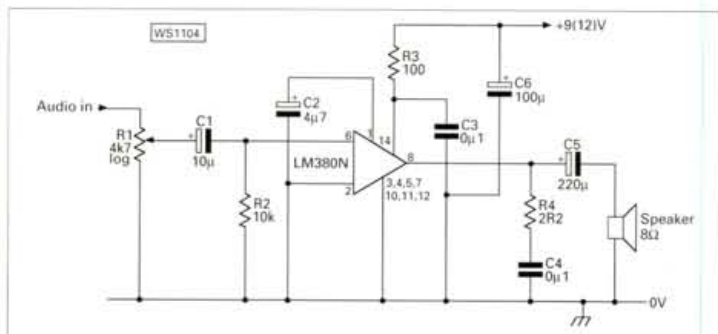 WS1104
+9(12)V
R3
100
C6
100µ
Audio in
R1
4k7
log
C1
10µ
C2
4µ7
C3
0µ1
6
1
14
LM380N
8
2
3,4,5,7
10,11,12
R2
10k
C5
220µ
R4
2R2
Speaker
8Ω
C4
0µ1
0V